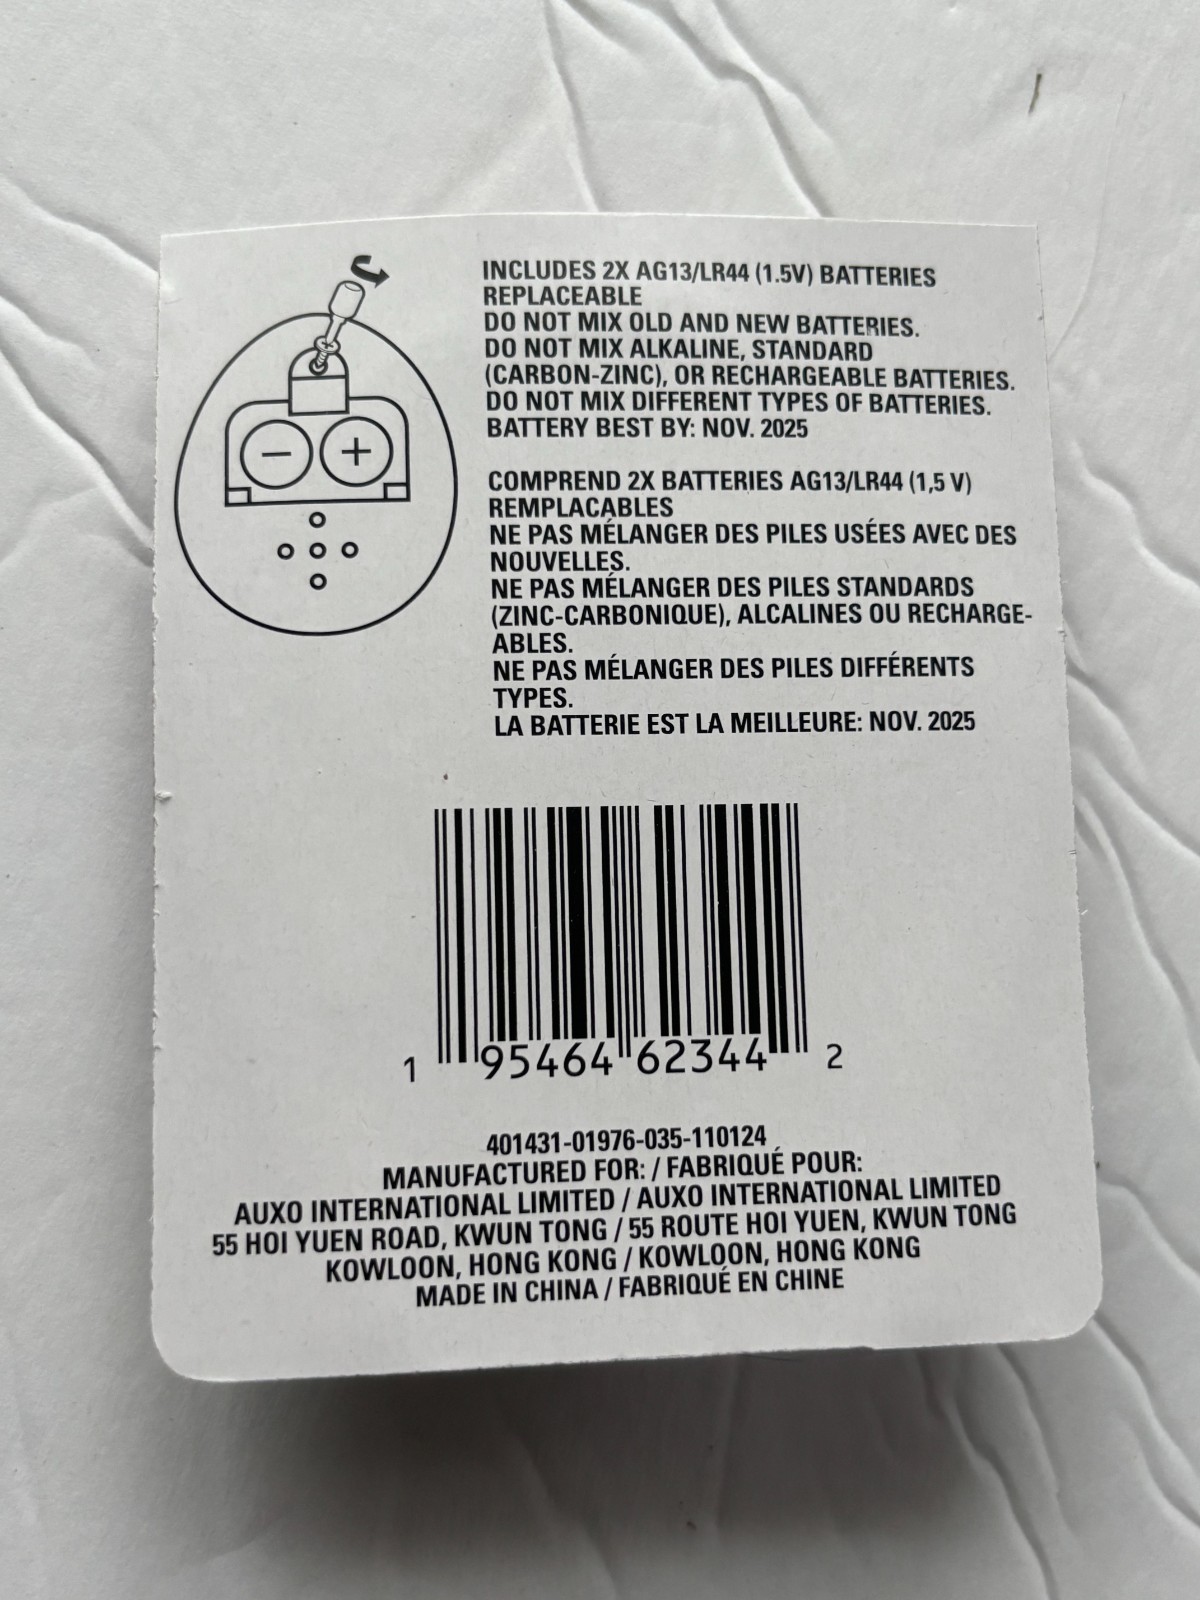 INCLUDES 2X AG13/LR44 (1.5V) BATTERIES
REPLACEABLE
DO NOT MIX OLD AND NEW BATTERIES.
DO NOT MIX ALKALINE, STANDARD
(CARBON-ZINC), OR RECHARGEABLE BATTERIES.
DO NOT MIX DIFFERENT TYPES OF BATTERIES.
BATTERY BEST BY: NOV. 2025
COMPREND 2X BATTERIES AG13/LR44 (1,5 V)
REMPLACABLES
NE PAS MÉLANGER DES PILES USÉES AVEC DES
NOUVELLES.
NE PAS MÉLANGER DES PILES STANDARDS
(ZINC-CARBONIQUE), ALCALINES OU RECHARGE-
ABLES.
NE PAS MÉLANGER DES PILES DIFFÉRENTS
TYPES.
LA BATTERIE EST LA MEILLEURE: NOV. 2025
1 95464 62344 2
401431-01976-035-110124
MANUFACTURED FOR: / FABRIQUÉ POUR:
AUXO INTERNATIONAL LIMITED / AUXO INTERNATIONAL LIMITED
55 HOI YUEN ROAD, KWUN TONG / 55 ROUTE HOI YUEN, KWUN TONG
KOWLOON, HONG KONG / KOWLOON, HONG KONG
MADE IN CHINA / FABRIQUÉ EN CHINE